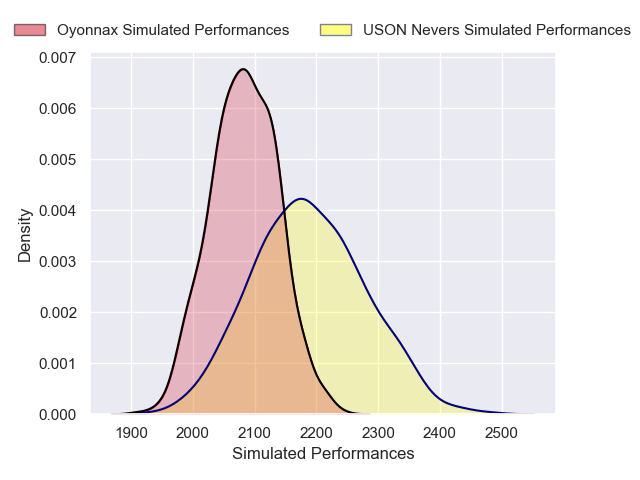 Oyonnax Simulated Performances USON Nevers Simulated Performances
0.007
0.006
0.005
0.004
0.003
0.002
0.001
0.000
Density
1900 2000 2100 2200 2300 2400 2500
Simulated Performances